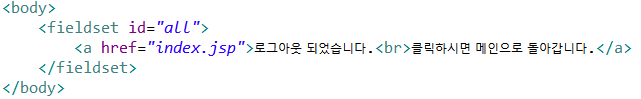 <body>
<fieldset id="all">
<a href="index.jsp">로그아웃 되었습니다.<br>클릭하시면 메인으로 돌아갑니다.</a>
</fieldset>
</body>